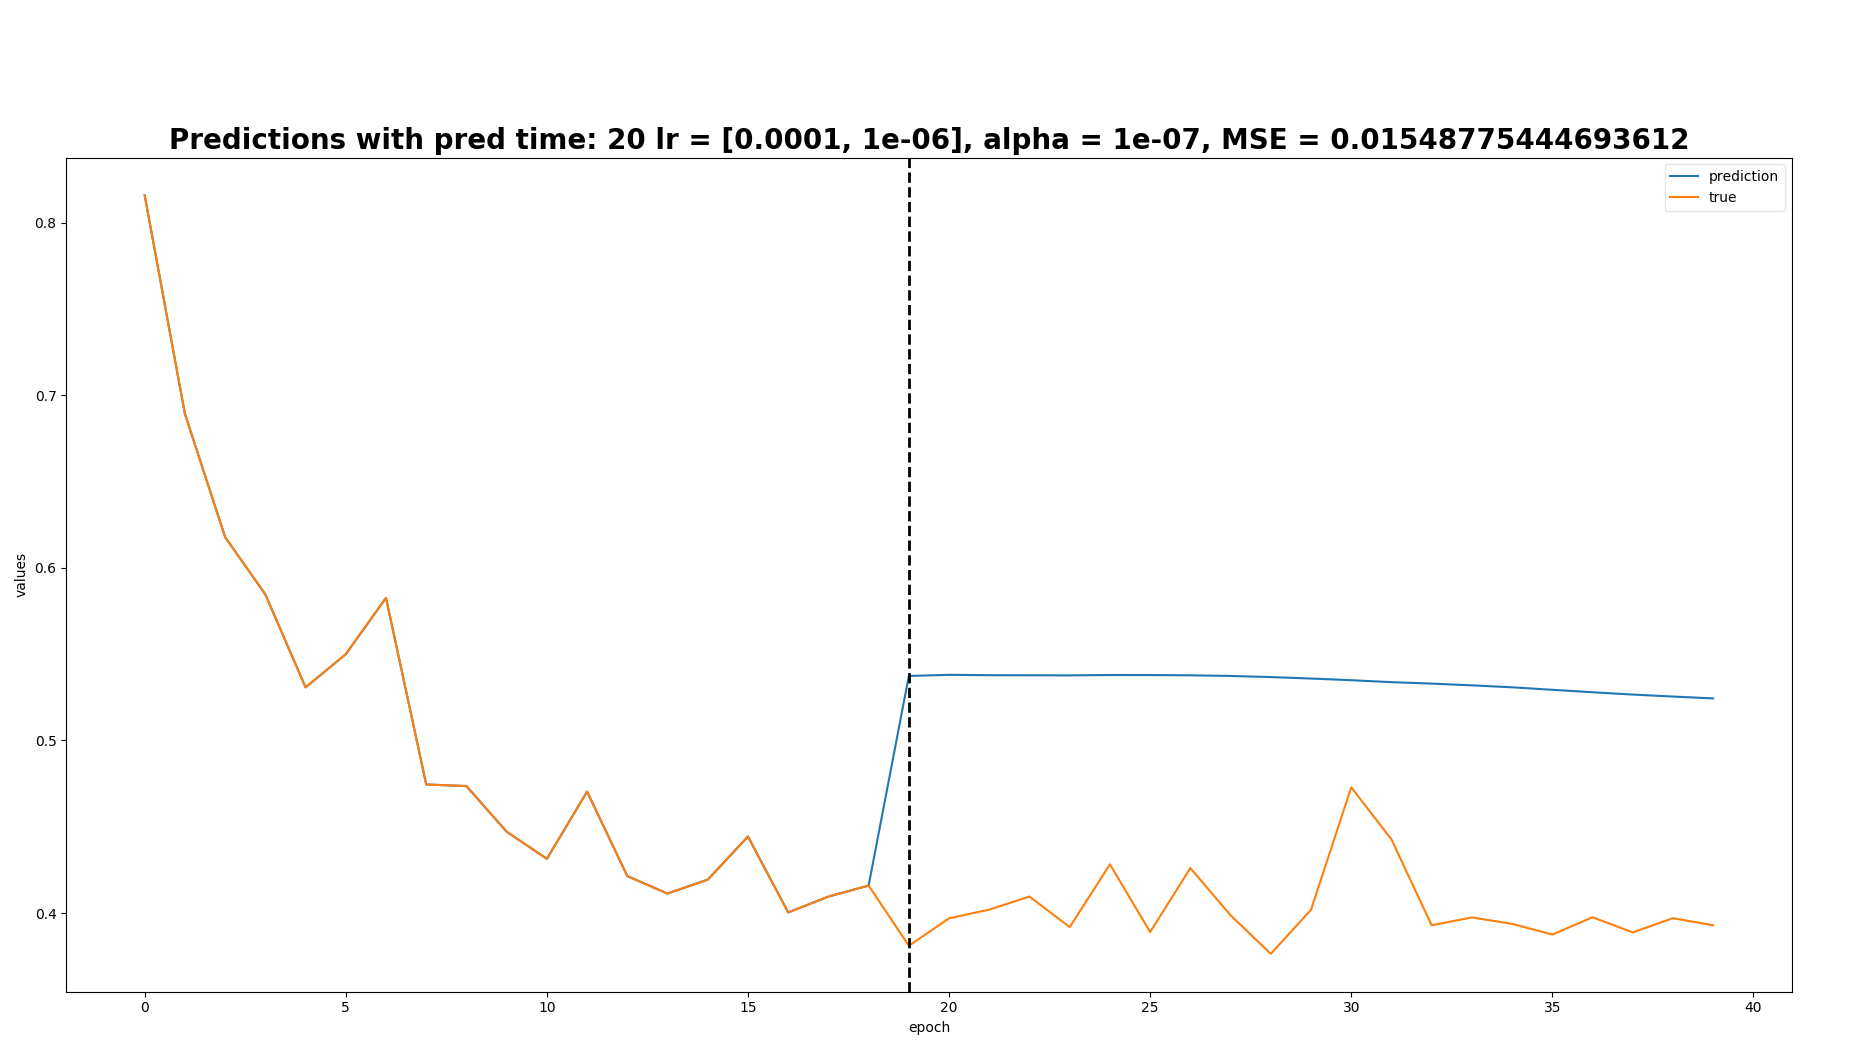 Predictions with pred time: 20 lr = [0.0001, 1e-06], alpha = 1e-07, MSE = 0.01548775444693612
prediction
true
0.8
0.7
0.6
0.5
0.4
values
0 5 10 15 20 25 30 35 40
epoch